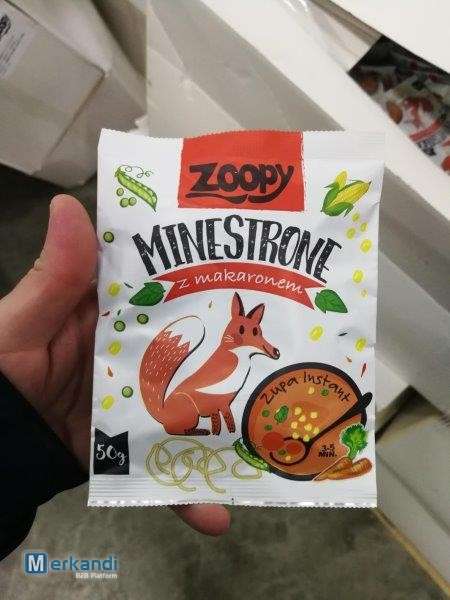 ZOOPY
MINESTRONE
z makaronem
Zupa Instant
3-5
MIN.
50g
Merkandi
B2B Platform